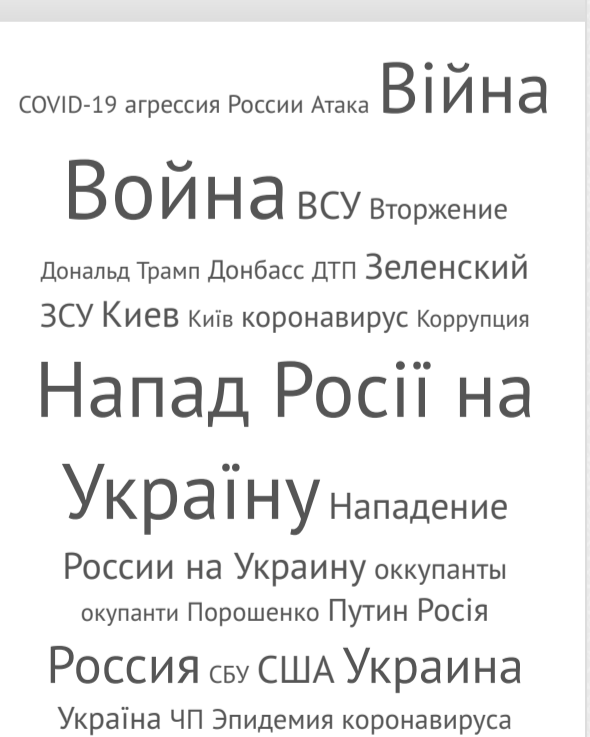 COVID-19 агрессия России Атака Війна
Война ВСУ Вторжение
Дональд Трамп Донбасс ДТП Зеленский
ЗСУ Киев Київ коронавирус Коррупция
Напад Росії на
Україну Нападение
России на Украину оккупанты
окупанти Порошенко Путин Росія
Россия СБУ США Украина
Україна ЧП Эпидемия коронавируса